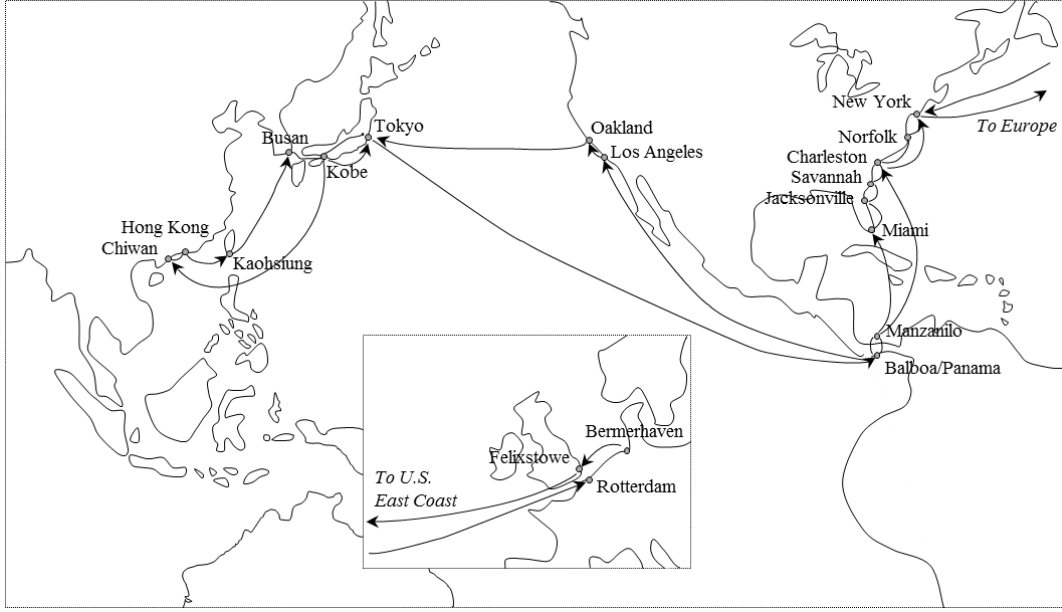 New York
To Europe
Tokyo
Oakland
Busan
Norfolk
Los Angeles
Charleston
Kobe
Savannah
Jacksonville
Hong Kong
Miami
Chiwan
Kaohsiung
Manzanilo
Balboa/Panama
Bermerhaven
Felixstowe
To U.S.
East Coast
Rotterdam